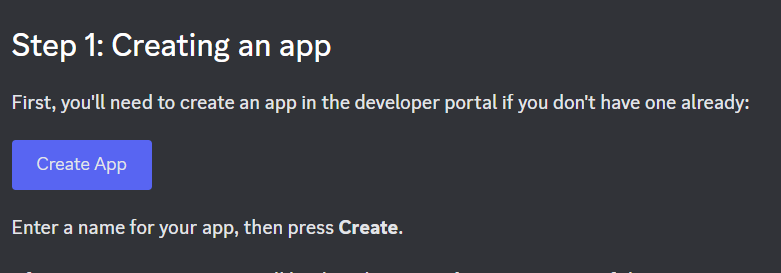 Step 1: Creating an app
First, you'll need to create an app in the developer portal if you don't have one already:
Create App
Enter a name for your app, then press Create.